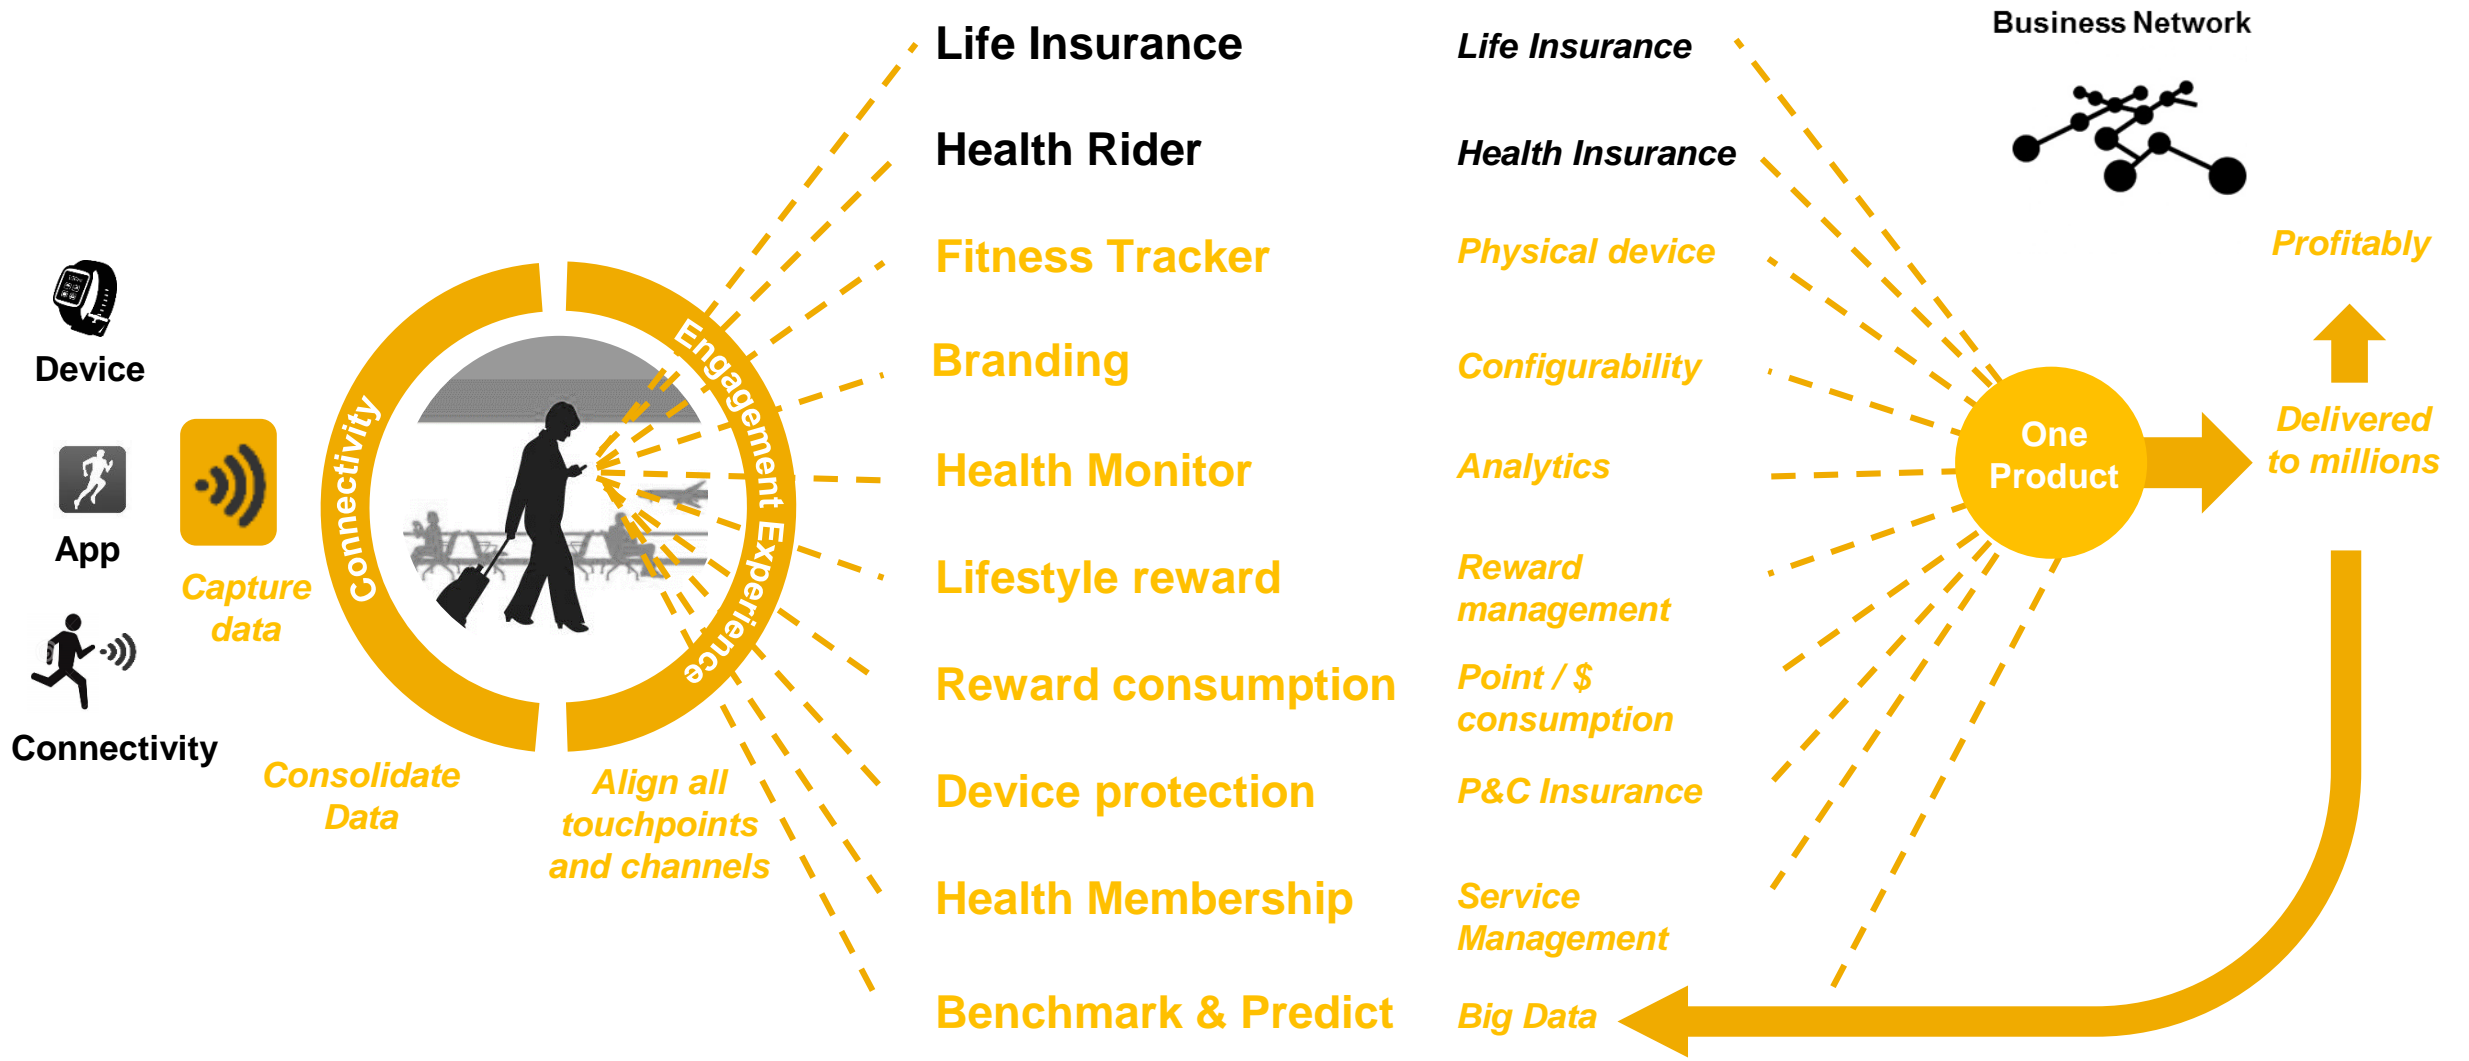 Business Network
Life Insurance
Life Insurance
Health Rider
Health Insurance
Fitness Tracker
Physical device
Profitably
Device
Branding
Configurability
Connectivity
Engagement Experience
Health Monitor
Analytics
One
Product
Delivered
to millions
App
Capture
data
Lifestyle reward
Reward
management
Reward consumption
Point / $
consumption
Connectivity
Consolidate
Data
Align all
touchpoints
and channels
Device protection
P&C Insurance
Health Membership
Service
Management
Benchmark & Predict
Big Data